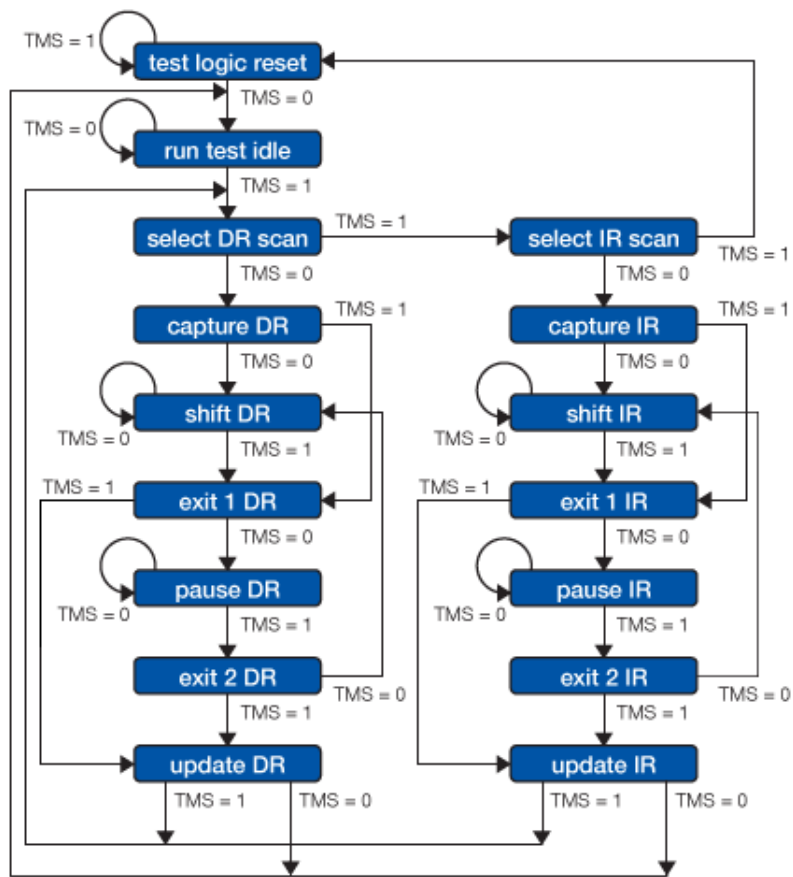 TMS = 1
test logic reset
TMS = 0
TMS = 0
run test idle
TMS = 1
select DR scan
TMS = 1
select IR scan
TMS = 1
TMS = 0
TMS = 0
capture DR
TMS = 1
capture IR
TMS = 1
TMS = 0
TMS = 0
shift DR
shift IR
TMS = 0
TMS = 1
TMS = 0
TMS = 1
TMS = 1
exit 1 DR
TMS = 1
exit 1 IR
TMS = 0
TMS = 0
pause DR
pause IR
TMS = 0
TMS = 1
TMS = 0
TMS = 1
exit 2 DR
TMS = 0
exit 2 IR
TMS = 0
TMS = 1
TMS = 1
update DR
update IR
TMS = 1
TMS = 0
TMS = 1
TMS = 0